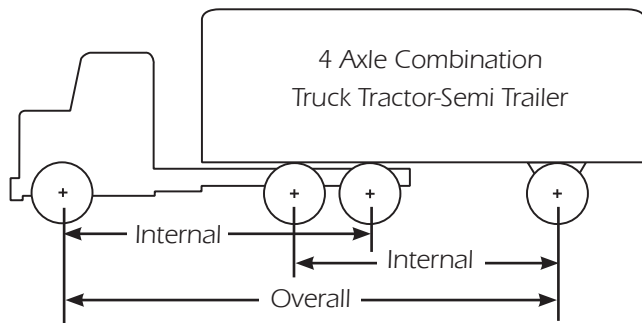 4 Axle Combination
Truck Tractor-Semi Trailer
Internal
Internal
Overall